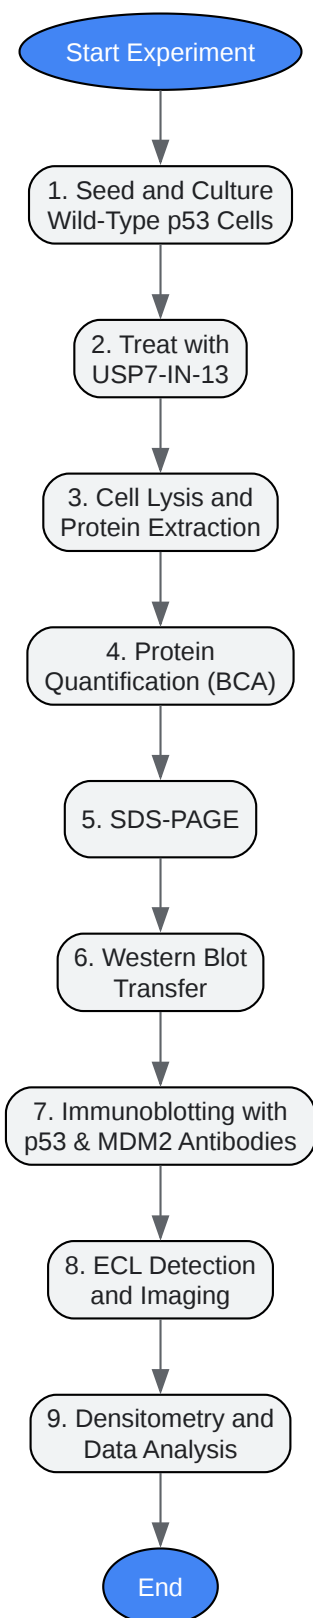 Start Experiment
1. Seed and Culture
Wild-Type p53 Cells
2. Treat with
USP7-IN-13
3. Cell Lysis and
Protein Extraction
4. Protein
Quantification (BCA)
5. SDS-PAGE
6. Western Blot
Transfer
7. Immunoblotting with
p53 & MDM2 Antibodies
8. ECL Detection
and Imaging
9. Densitometry and
Data Analysis
End